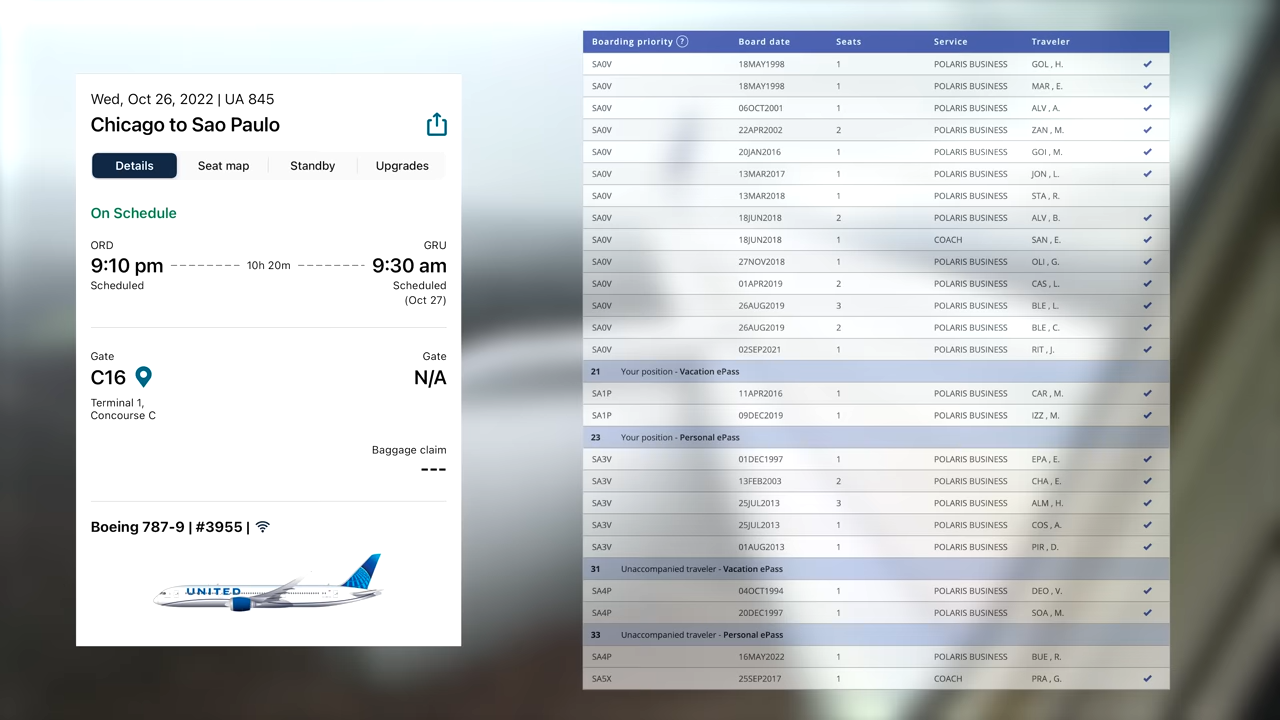 Wed, Oct 26, 2022 | UA 845
Chicago to Sao Paulo
Details Seat map Standby Upgrades
On Schedule
ORD GRU
9:10 pm 10h 20m 9:30 am
Scheduled Scheduled
(Oct 27)
Gate Gate
C16 N/A
Terminal 1,
Concourse C
Baggage claim
---
Boeing 787-9 | #3955 |
UNITED
Boarding priority ? Board date Seats Service Traveler
SA0V 18MAY1998 1 POLARIS BUSINESS GOL , H.
SA0V 18MAY1998 1 POLARIS BUSINESS MAR , E.
SA0V 06OCT2001 1 POLARIS BUSINESS ALV , A.
SA0V 22APR2002 2 POLARIS BUSINESS ZAN , M.
SA0V 20JAN2016 1 POLARIS BUSINESS GOI , M.
SA0V 13MAR2017 1 POLARIS BUSINESS JON , L.
SA0V 13MAR2018 1 POLARIS BUSINESS STA , R.
SA0V 18JUN2018 2 POLARIS BUSINESS ALV , B.
SA0V 18JUN2018 1 COACH SAN , E.
SA0V 27NOV2018 1 POLARIS BUSINESS OLI , G.
SA0V 01APR2019 2 POLARIS BUSINESS CAS , L.
SA0V 26AUG2019 3 POLARIS BUSINESS BLE , L.
SA0V 26AUG2019 2 POLARIS BUSINESS BLE , C.
SA0V 02SEP2021 1 POLARIS BUSINESS RIT , J.
21 Your position - Vacation ePass
SA1P 11APR2016 1 POLARIS BUSINESS CAR , M.
SA1P 09DEC2019 1 POLARIS BUSINESS IZZ , M.
23 Your position - Personal ePass
SA3V 01DEC1997 1 POLARIS BUSINESS EPA , E.
SA3V 13FEB2003 2 POLARIS BUSINESS CHA , E.
SA3V 25JUL2013 3 POLARIS BUSINESS ALM , H.
SA3V 25JUL2013 1 POLARIS BUSINESS COS , A.
SA3V 01AUG2013 1 POLARIS BUSINESS PIR , D.
31 Unaccompanied traveler - Vacation ePass
SA4P 04OCT1994 1 POLARIS BUSINESS DEO , V.
SA4P 20DEC1997 1 POLARIS BUSINESS SOA , M.
33 Unaccompanied traveler - Personal ePass
SA4P 16MAY2022 1 POLARIS BUSINESS BUE , R.
SA5X 25SEP2017 1 COACH PRA , G.